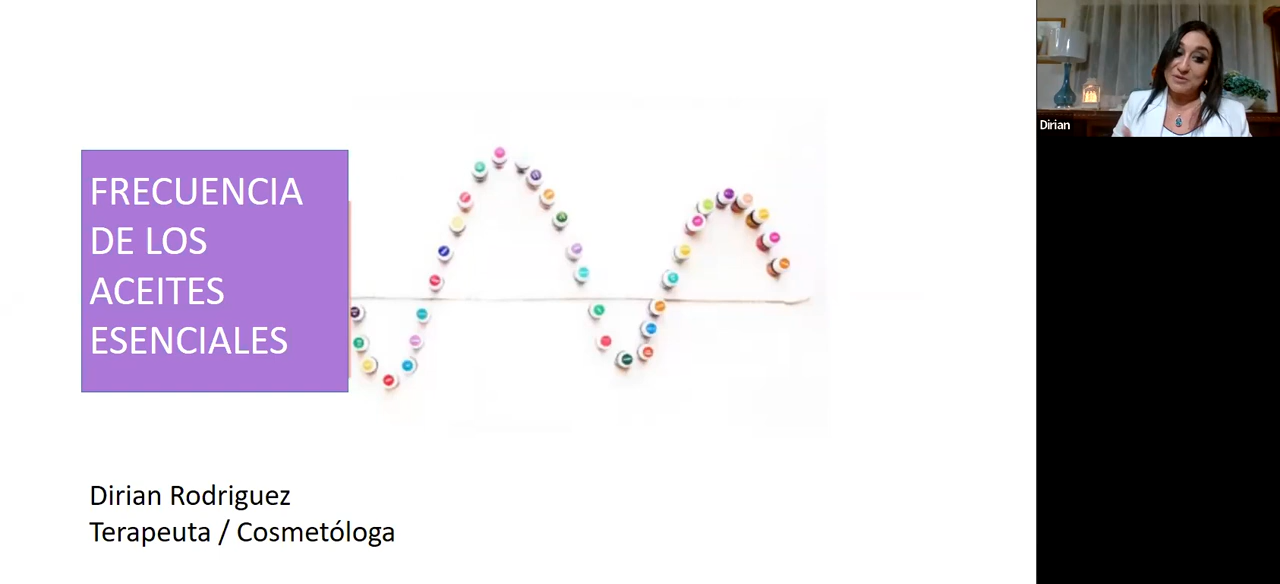 FRECUENCIA
DE LOS
ACEITES
ESENCIALES
Dirian Rodriguez
Terapeuta / Cosmetóloga
Dirian